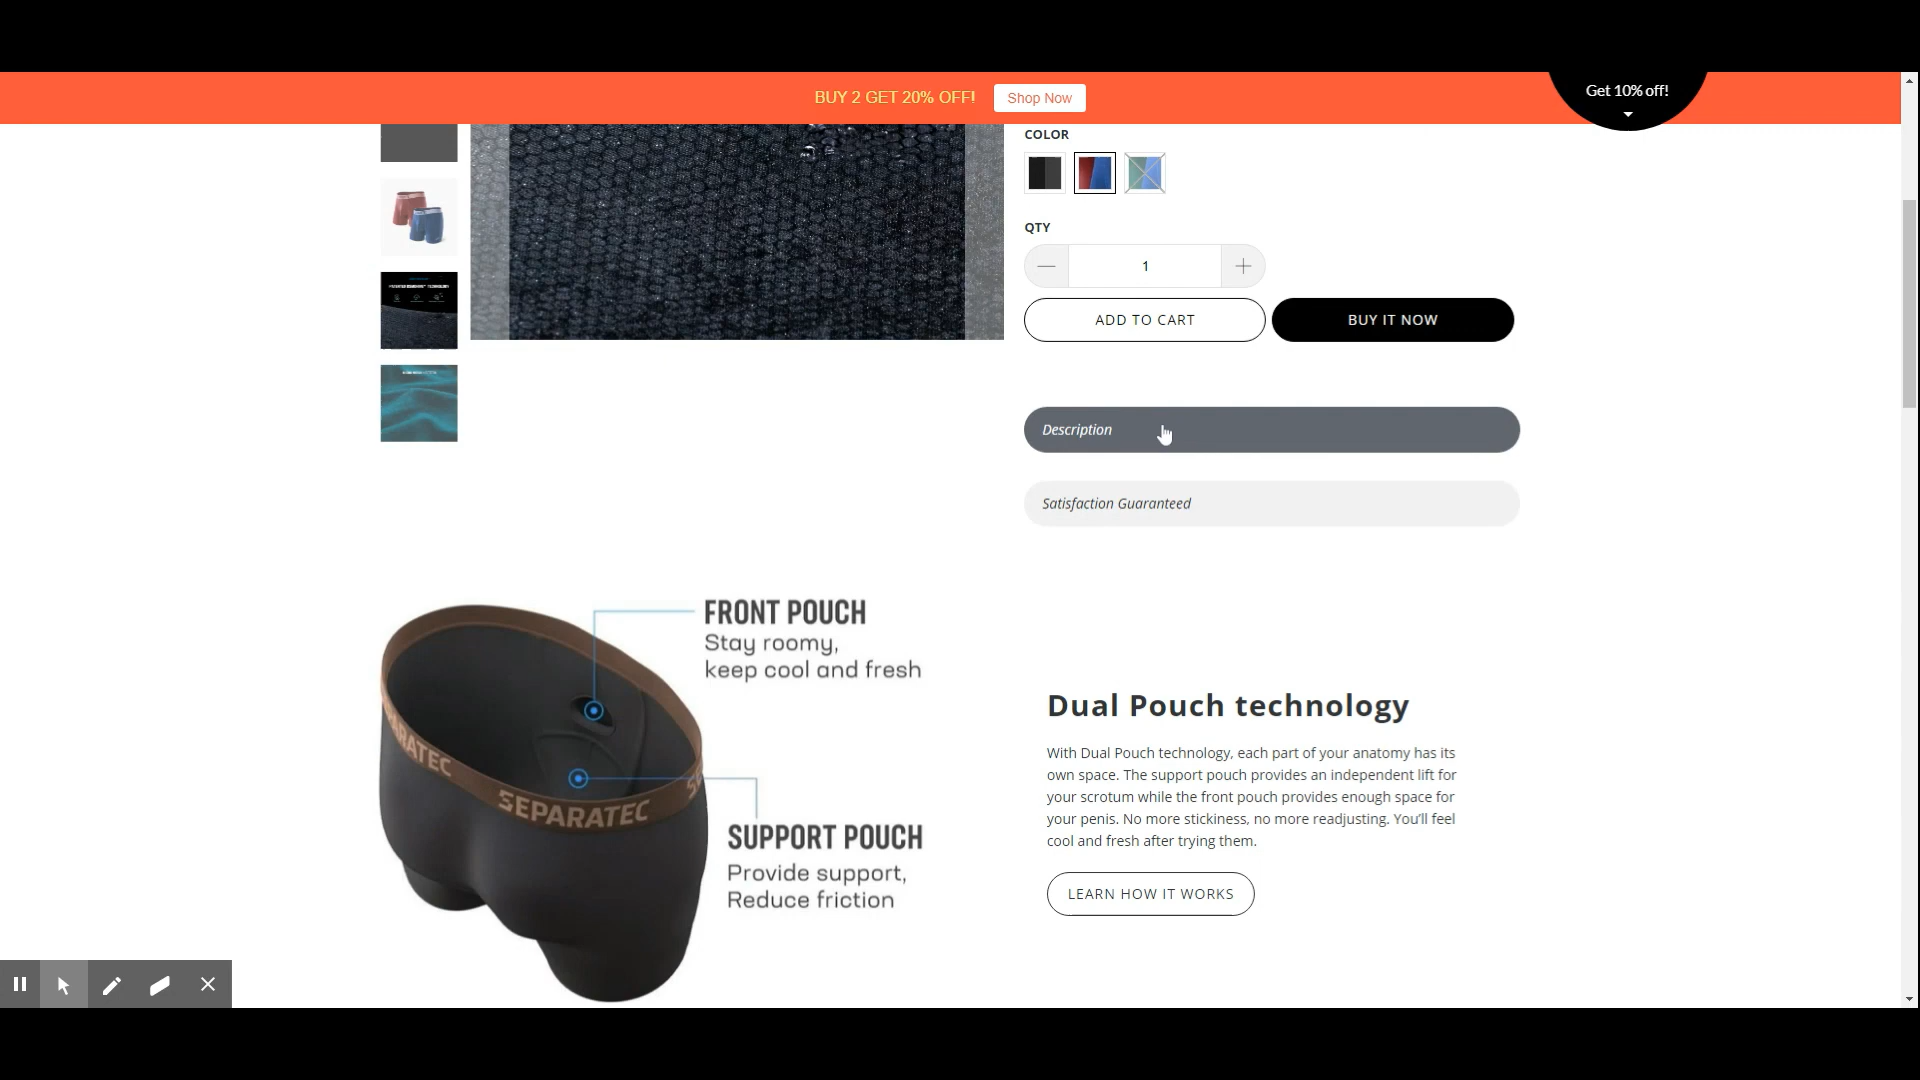 BUY 2 GET 20% OFF!
Shop Now
Get 10% off!
COLOR
QTY
1
ADD TO CART
BUY IT NOW
Description
Satisfaction Guaranteed
FRONT POUCH
Stay roomy,
keep cool and fresh
SEPARATEC
SUPPORT POUCH
Provide support,
Reduce friction
Dual Pouch technology
With Dual Pouch technology, each part of your anatomy has its
own space. The support pouch provides an independent lift for
your scrotum while the front pouch provides enough space for
your penis. No more stickiness, no more readjusting. You'll feel
cool and fresh after trying them.
LEARN HOW IT WORKS